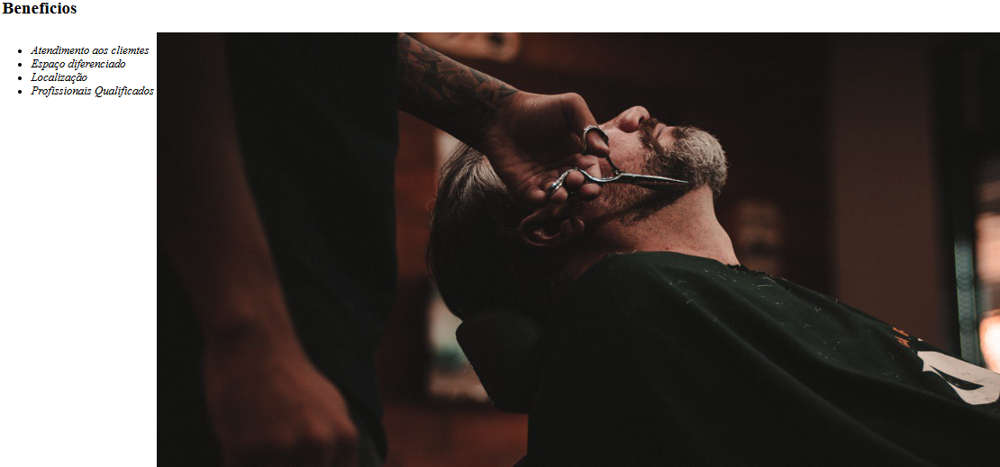 Beneficios
Atendimento aos cliemtes
Espaço diferenciado
Localização
Profissionais Qualificados